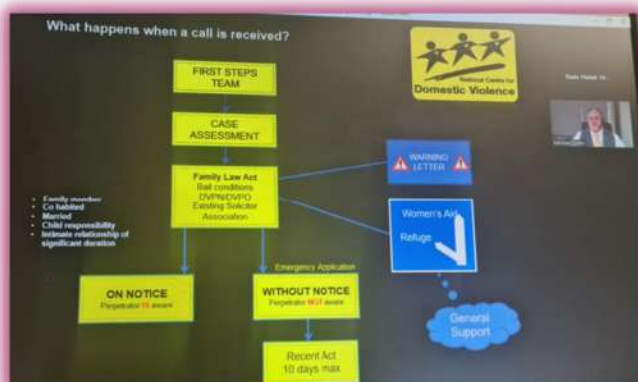 What happens when a call is received?
FIRST STEPS
TEAM
CASE
ASSESSMENT
Family Law Act
Bail conditions
DVPN/DVPO
Existing Solicitor
Association
• Family member
• Co habited
• Married
• Child responsibility
• Intimate relationship of
significant duration
ON NOTICE
Perpetrator IS aware
Emergency Application
WITHOUT NOTICE
Perpetrator NOT aware
Recent Act
10 days max
National Centre for
Domestic Violence
WARNING
LETTER
Women's Aid
Refuge
General
Support